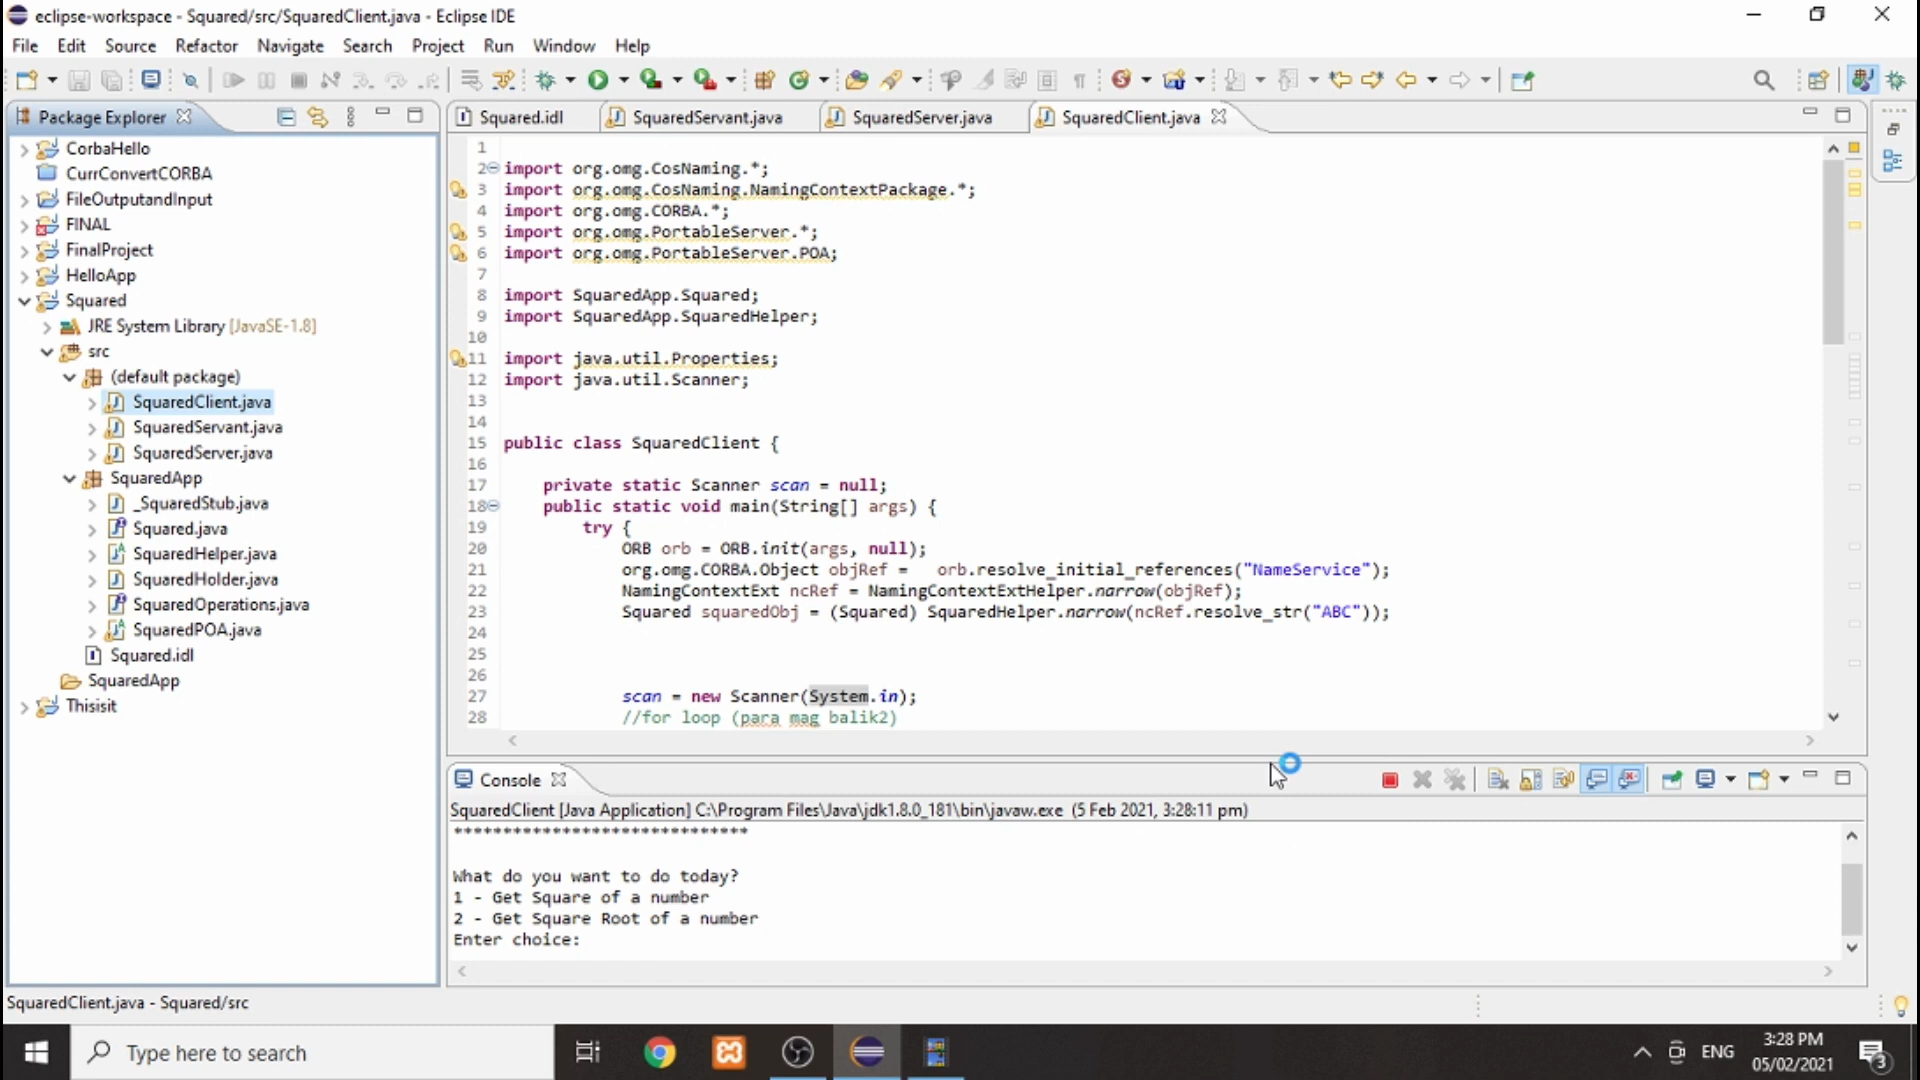 eclipse-workspace - Squared/src/SquaredClient.java - Eclipse IDE
File Edit Source Refactor Navigate Search Project Run Window Help
Package Explorer
CorbaHello
CurrConvertCORBA
FileOutputandInput
FINAL
FinalProject
HelloApp
Squared
JRE System Library [JavaSE-1.8]
src
(default package)
SquaredClient.java
SquaredServant.java
SquaredServer.java
SquaredApp
_SquaredStub.java
Squared.java
SquaredHelper.java
SquaredHolder.java
SquaredOperations.java
SquaredPOA.java
Squared.idl
SquaredApp
Thisisit
Squared.idl SquaredServant.java SquaredServer.java SquaredClient.java
1
2 import org.omg.CosNaming.*;
3 import org.omg.CosNaming.NamingContextPackage.*;
4 import org.omg.CORBA.*;
5 import org.omg.PortableServer.*;
6 import org.omg.PortableServer.POA;
7
8 import SquaredApp.Squared;
9 import SquaredApp.SquaredHelper;
10
11 import java.util.Properties;
12 import java.util.Scanner;
13
14
15 public class SquaredClient {
16
17 private static Scanner scan = null;
18 public static void main(String[] args) {
19 try {
20 ORB orb = ORB.init(args, null);
21 org.omg.CORBA.Object objRef = orb.resolve_initial_references("NameService");
22 NamingContextExt ncRef = NamingContextExtHelper.narrow(objRef);
23 Squared squaredObj = (Squared) SquaredHelper.narrow(ncRef.resolve_str("ABC"));
24
25
26
27 scan = new Scanner(System.in);
28 //for loop (para mag balik2)
Console
SquaredClient [Java Application] C:\Program Files\Java\jdk1.8.0_181\bin\javaw.exe (5 Feb 2021, 3:28:11 pm)
******************************
What do you want to do today?
1 - Get Square of a number
2 - Get Square Root of a number
Enter choice:
SquaredClient.java - Squared/src
Type here to search
ENG
3:28 PM
05/02/2021
3